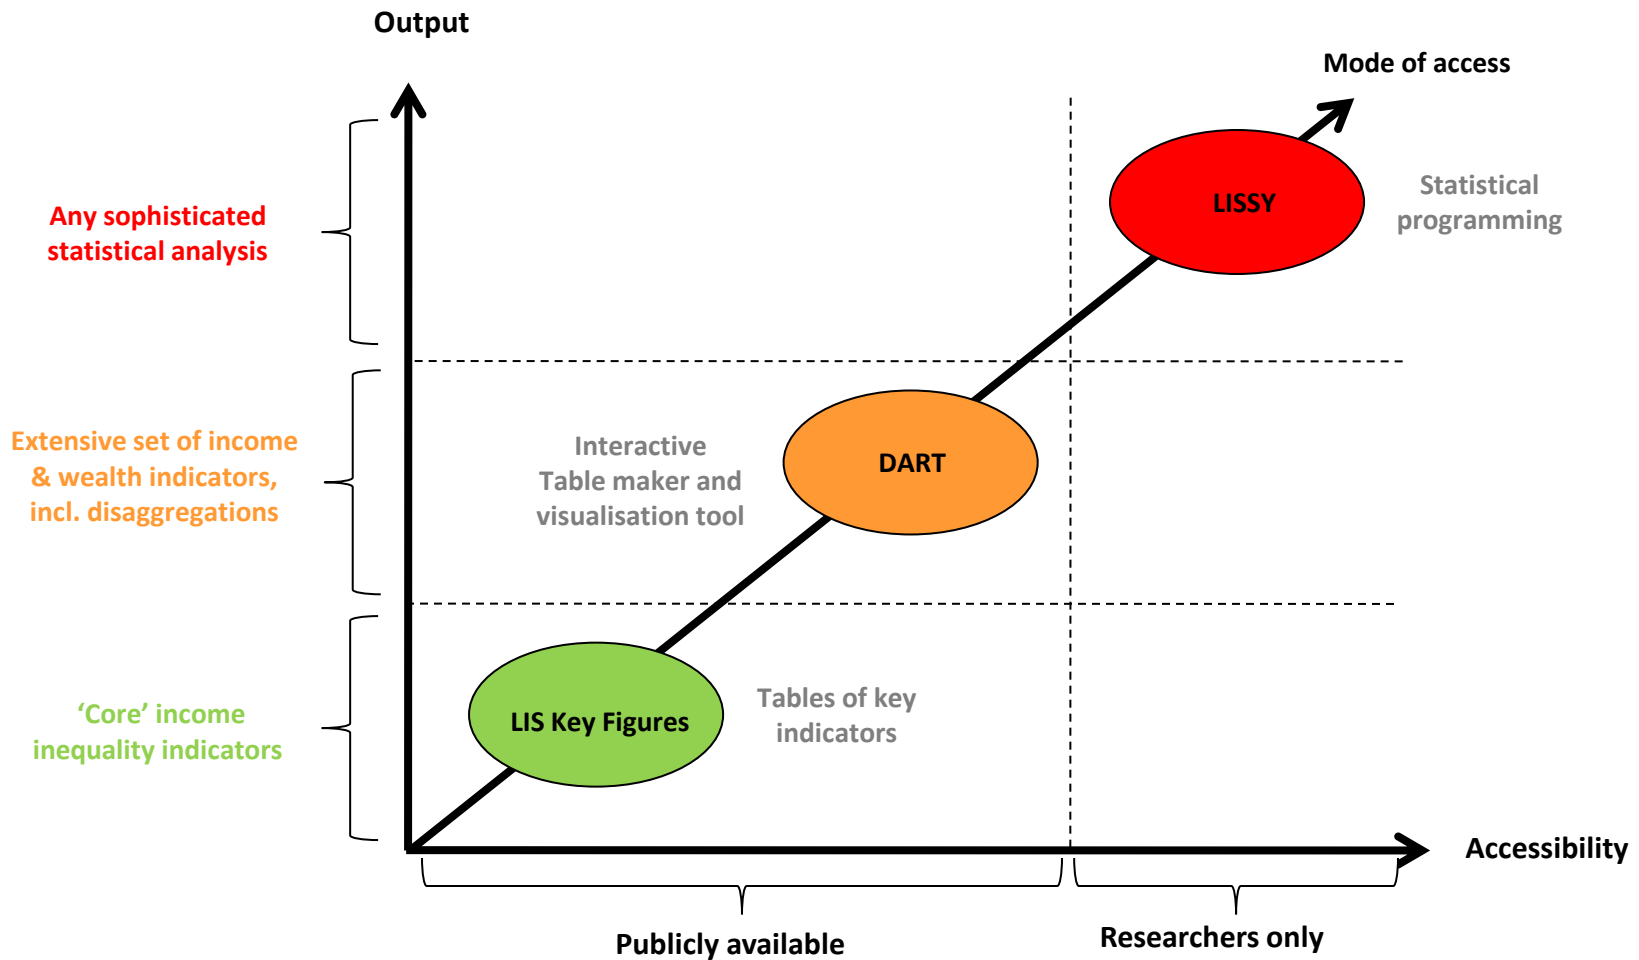 Output
Mode of access
Any sophisticated
statistical analysis
LISSY
Statistical
programming
Extensive set of income
& wealth indicators,
incl. disaggregations
Interactive
Table maker and
visualisation tool
DART
‘Core’ income
inequality indicators
LIS Key Figures
Tables of key
indicators
Accessibility
Publicly available
Researchers only